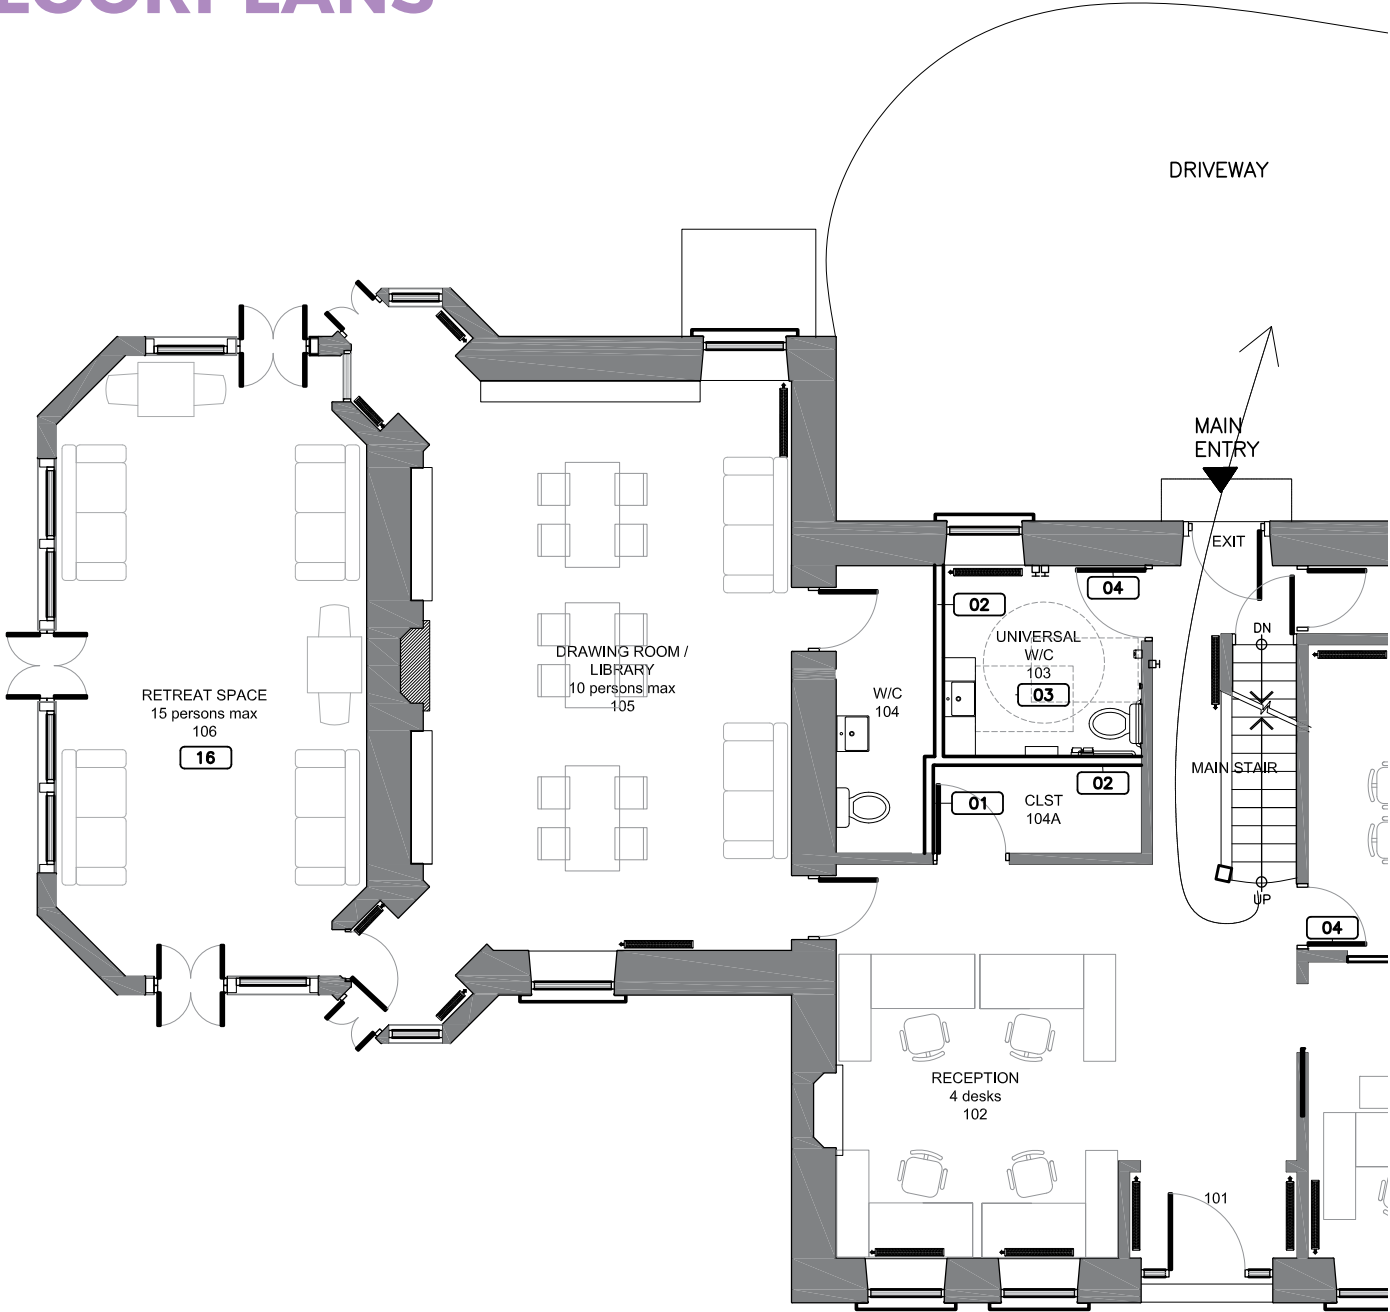 DRIVEWAY
MAIN
ENTRY
EXIT
04
02
DN
UNIVERSAL
W/C
103
03
DRAWING ROOM /
LIBRARY
10 persons max
105
RETREAT SPACE
15 persons max
106
16
W/C
104
MAIN STAIR
02
01
CLST
104A
UP
04
RECEPTION
4 desks
102
101